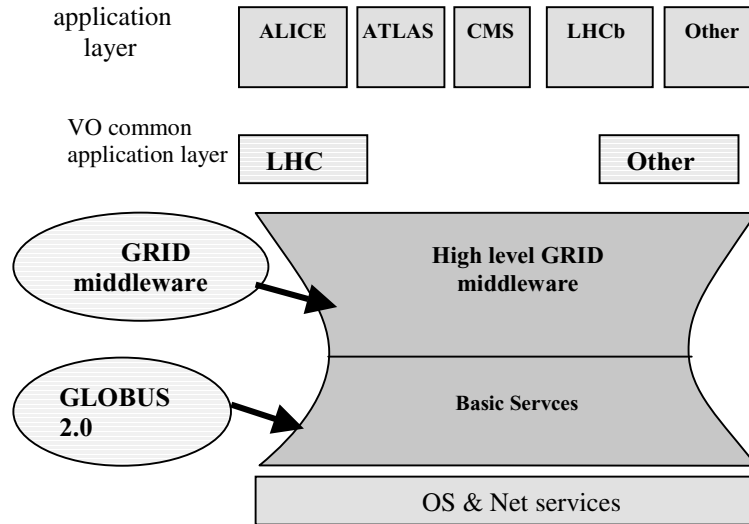 application
layer
ALICE
ATLAS
CMS
LHCb
Other
VO common
application layer
LHC
Other
GRID
middleware
High level GRID
middleware
GLOBUS
2.0
Basic Servces
OS & Net services